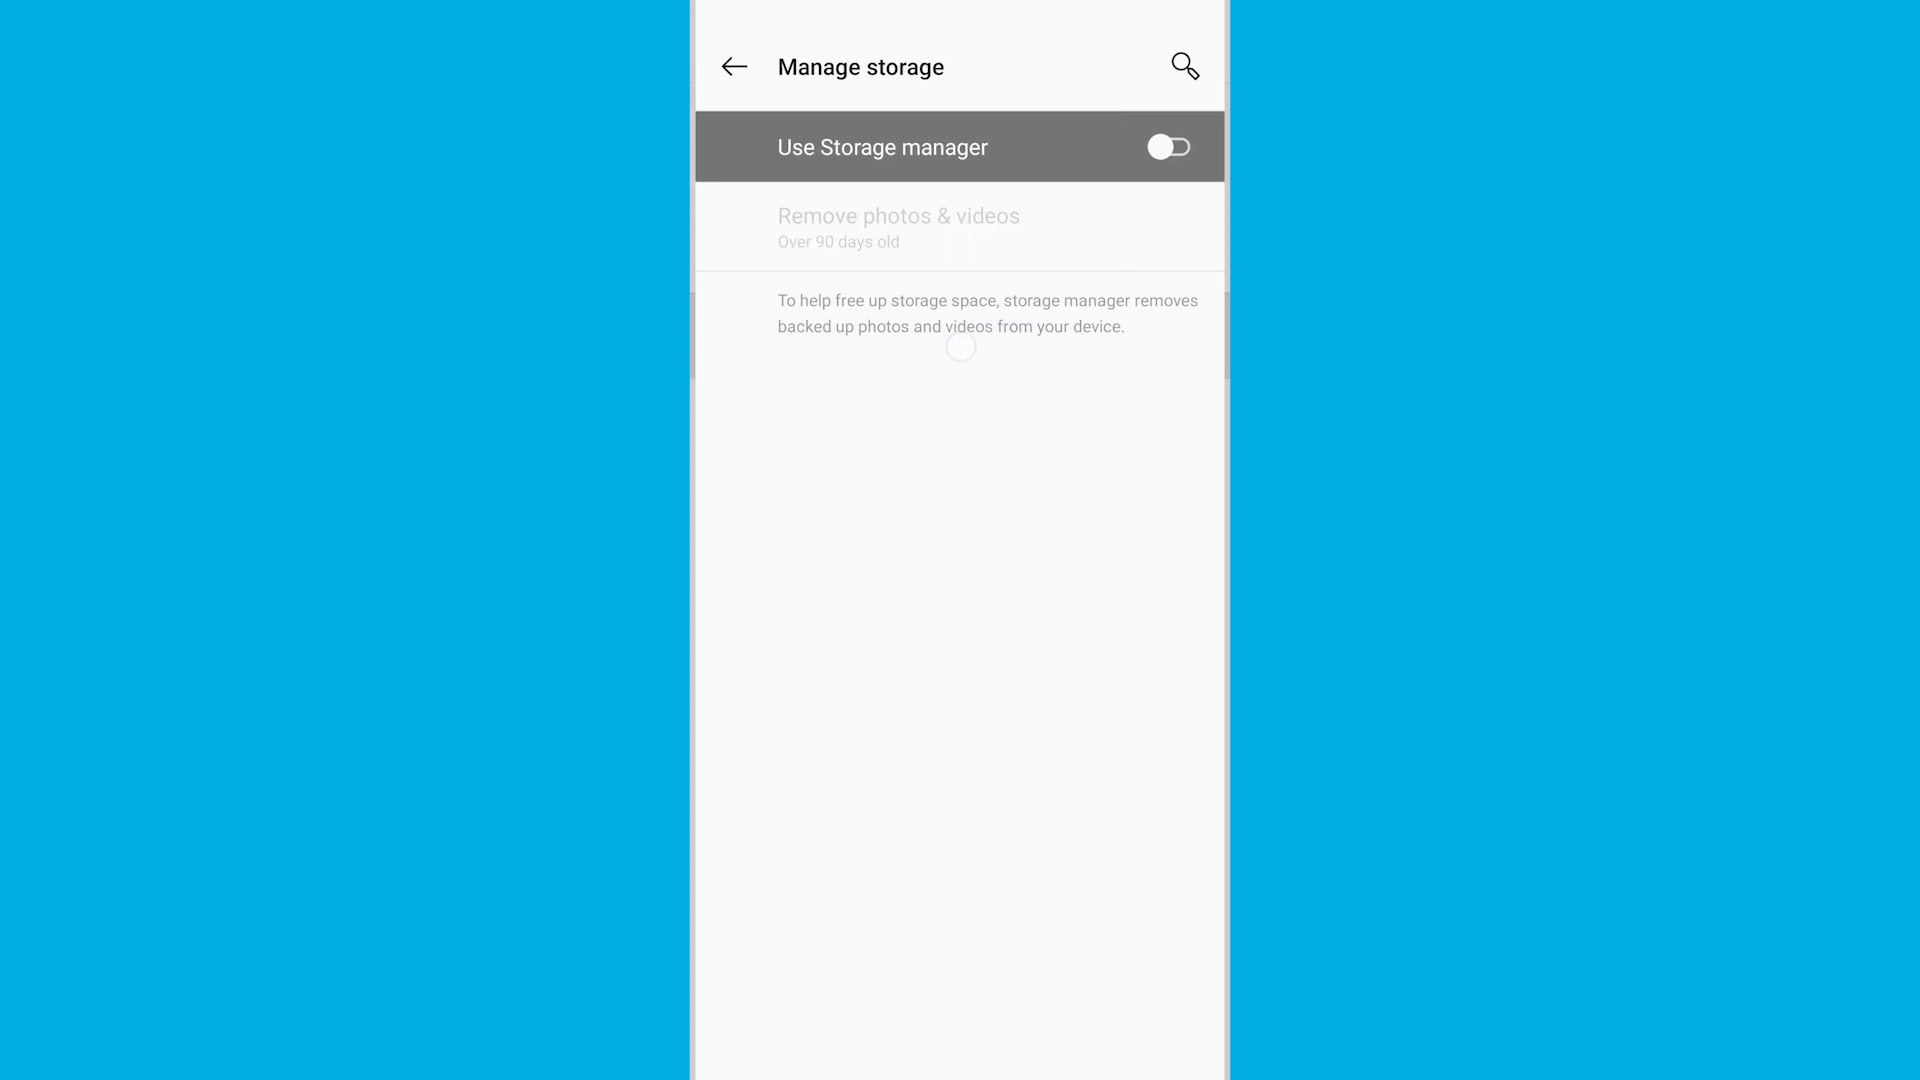 Manage storage
Use Storage manager
Remove photos & videos
Over 90 days old
To help free up storage space, storage manager removes
backed up photos and videos from your device.